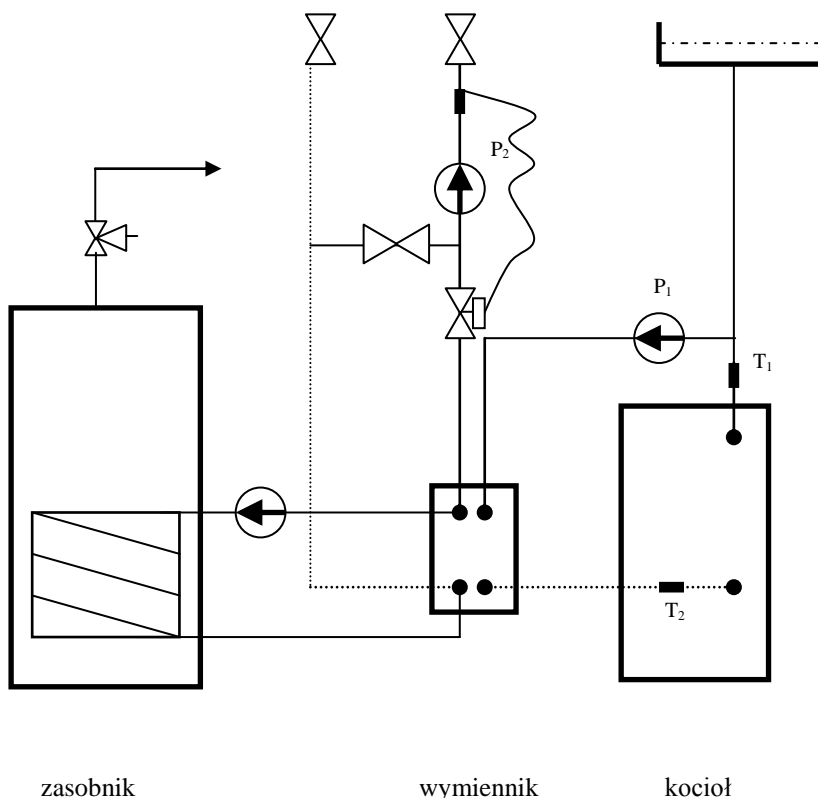 P₂
P₁
T₁
T₂
zasobnik wymiennik kocioł